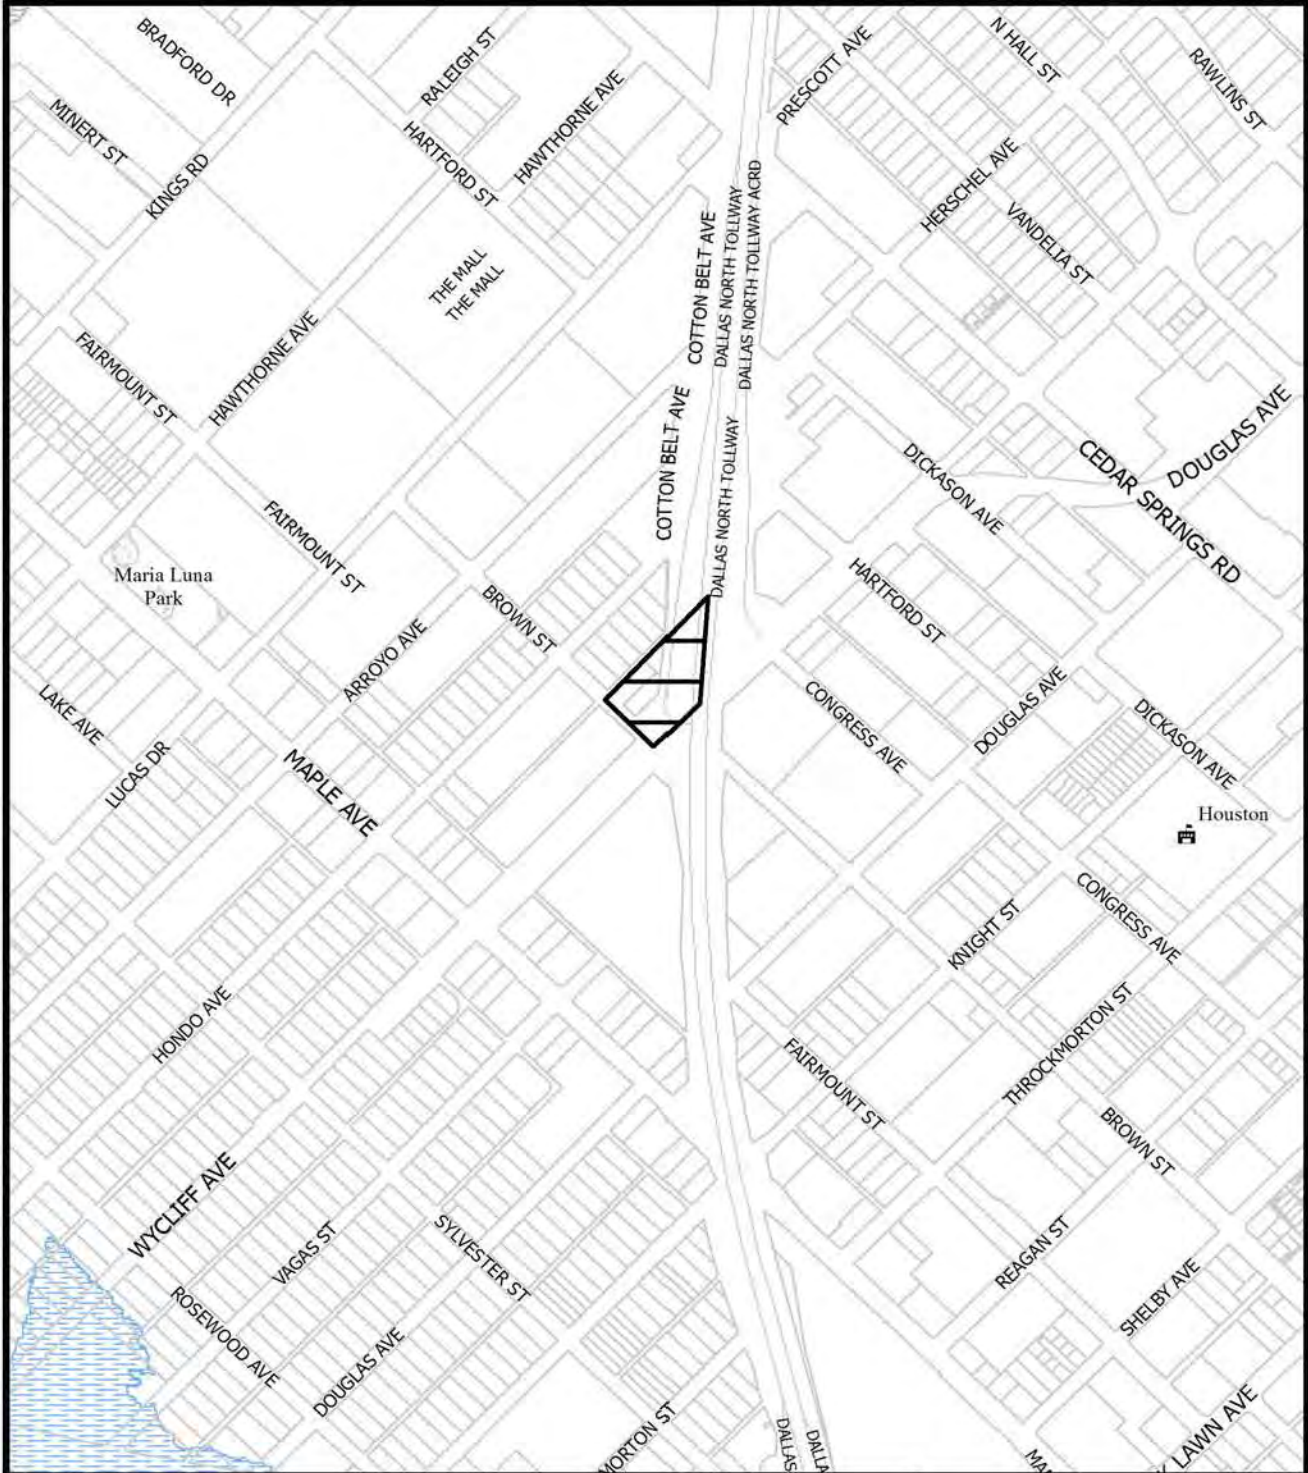 BRADFORD DR
RALEIGH ST
PRESCOTT AVE
N HALL ST
RAWLINS ST
MINERT ST
KINGS RD
HARTFORD ST
HAWTHORNE AVE
HERSCHEL AVE
VANDELIA ST
COTTON BELT AVE
DALLAS NORTH TOLLWAY
DALLAS NORTH TOLLWAY ACRD
THE MALL
THE MALL
FAIRMOUNT ST
HAWTHORNE AVE
COTTON BELT AVE
DALLAS NORTH TOLLWAY
DICKASON AVE
CEDAR SPRINGS RD
DOUGLAS AVE
FAIRMOUNT ST
Maria Luna
Park
BROWN ST
HARTFORD ST
ARROYO AVE
LAKE AVE
LUCAS DR
MAPLE AVE
CONGRESS AVE
DOUGLAS AVE
DICKASON AVE
Houston
KNIGHT ST
CONGRESS AVE
HONDO AVE
FAIRMOUNT ST
THROCKMORTON ST
BROWN ST
WYCLIFF AVE
VAGAS ST
SYLVESTER ST
REAGAN ST
SHELBY AVE
ROSEWOOD AVE
DOUGLAS AVE
MORTON ST
DALLAS
DALLA
LAWN AVE